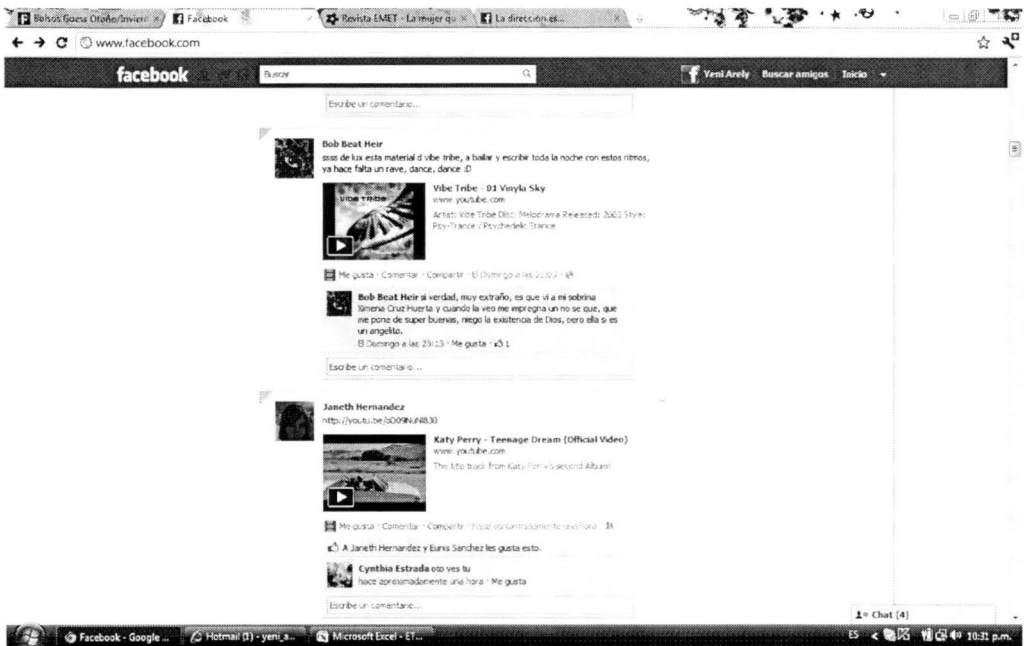 Bolsos Guess Otoño/Inviern
Facebook
Revista EMET - La mujer qu
La dirección es...
www.facebook.com
facebook
Buscar
Yeni Arely Buscar amigos Inicio
Escribe un comentario...
Bob Beat Heir
ssss de lux esta material d vibe tribe, a bailar y escribir toda la noche con estos ritmos,
ya hace falta un rave, dance, dance :D
VIBE TRIBE
Vibe Tribe - 01 Vinyla Sky
www.youtube.com
Artist: Vibe Tribe Disc: Melodrama Released: Style:
Psy-Trance / Psychedelic Trance
Me gusta · Comentar · Compartir · El Domingo a las
Bob Beat Heir si verdad, muy extraño, es que vi a mi sobrina
Ximena Cruz Huerta y cuando la veo me impregna un no se que, que
me pone de super buenas, niego la existencia de Dios, pero ella si es
un angelito.
El Domingo a las 23:13 · Me gusta · 1
Escribe un comentario...
Janeth Hernandez
Katy Perry - Teenage Dream (Official Video)
www.youtube.com
The title track from Katy Perry's second Album!
Me gusta · Comentar · Compartir · hace aproximadamente una hora
A Janeth Hernandez y Eunis Sanchez les gusta esto.
Cynthia Estrada oto ves tu
hace aproximadamente una hora · Me gusta
Escribe un comentario...
Chat (4)
Facebook - Google ...
Hotmail (1) - yeni_a...
Microsoft Excel - ET...
ES
10:31 p.m.